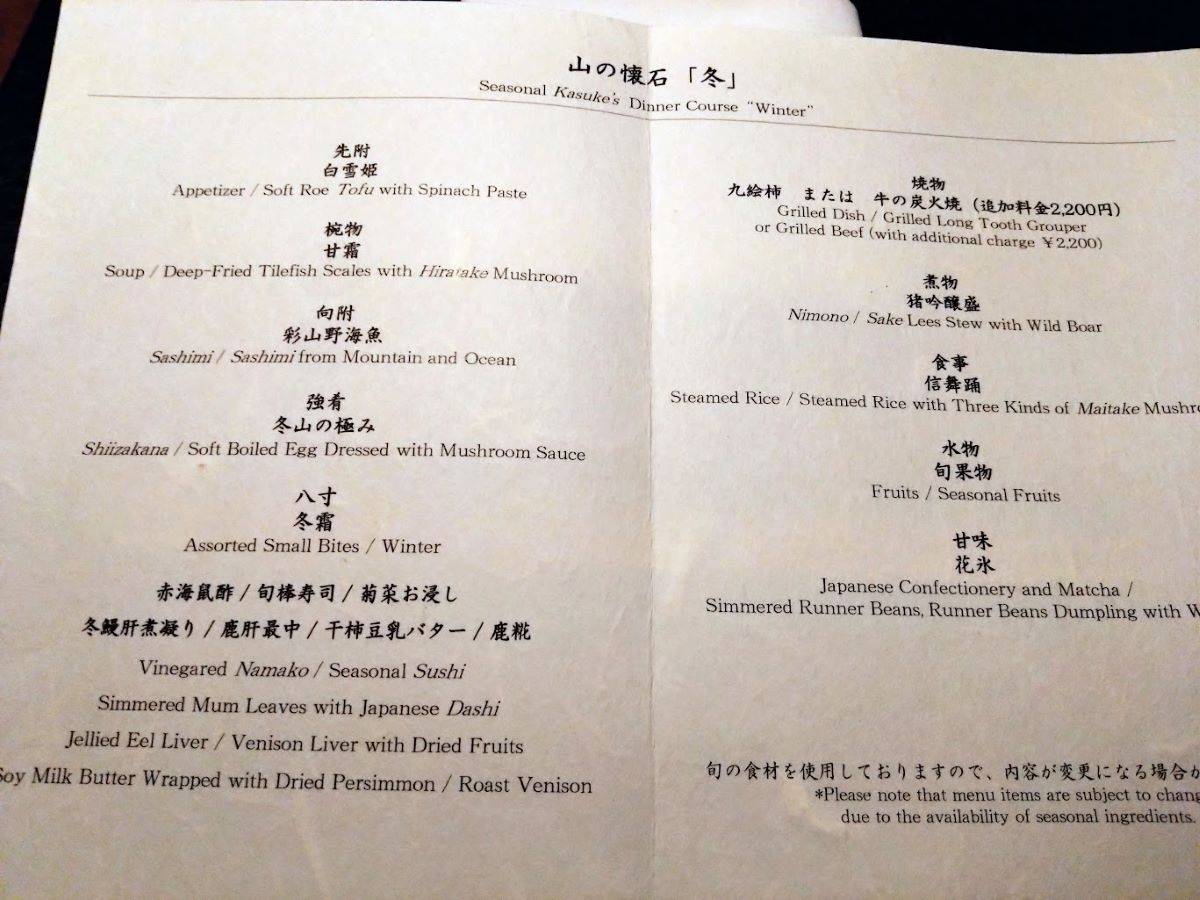 山の懐石「冬」
Seasonal Kasuke's Dinner Course "Winter"
先附
白雪姫
Appetizer / Soft Roe Tofu with Spinach Paste
椀物
甘霜
Soup / Deep-Fried Tilefish Scales with Hiratake Mushroom
向附
彩山野海魚
Sashimi / Sashimi from Mountain and Ocean
強肴
冬山の極み
Shiizakana / Soft Boiled Egg Dressed with Mushroom Sauce
八寸
冬霜
Assorted Small Bites / Winter
赤海鼠酢 / 旬棒寿司 / 菊菜お浸し
冬鰻肝煮凝り / 鹿肝最中 / 干柿豆乳バター / 鹿糀
Vinegared Namako / Seasonal Sushi
Simmered Mum Leaves with Japanese Dashi
Jellied Eel Liver / Venison Liver with Dried Fruits
Soy Milk Butter Wrapped with Dried Persimmon / Roast Venison
焼物
九絵柿 または 牛の炭火焼（追加料金2,200円）
Grilled Dish / Grilled Long Tooth Grouper
or Grilled Beef (with additional charge ¥2,200)
煮物
猪吟醸盛
Nimono / Sake Lees Stew with Wild Boar
食事
信舞踊
Steamed Rice / Steamed Rice with Three Kinds of Maitake
水物
旬果物
Fruits / Seasonal Fruits
甘味
花氷
Japanese Confectionery and Matcha /
Simmered Runner Beans, Runner Beans Dumpling with
旬の食材を使用しておりますので、内容が変更になる場合
*Please note that menu items are subject to
due to the availability of seasonal ingredients.